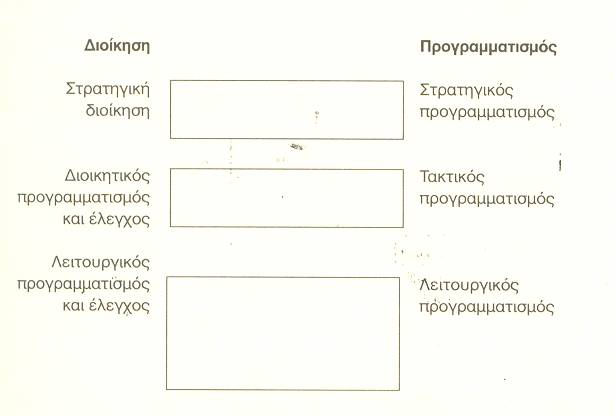 Διοίκηση
Προγραμματισμός
Στρατηγική
διοίκηση
Στρατηγικός
προγραμματισμός
Διοικητικός
προγραμματισμός
και έλεγχος
Τακτικός
προγραμματισμός
Λειτουργικός
προγραμματισμός
και έλεγχος
Λειτουργικός
προγραμματισμός